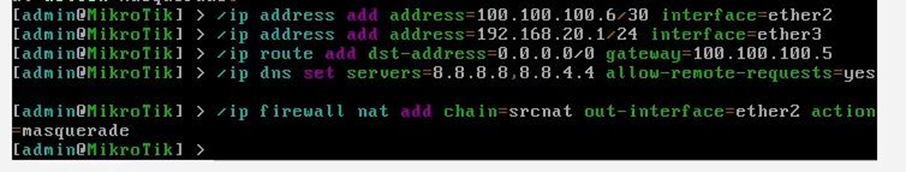 [admin@MikroTik] > /ip address add address=100.100.100.6/30 interface=ether2
[admin@MikroTik] > /ip address add address=192.168.20.1/24 interface=ether3
[admin@MikroTik] > /ip route add dst-address=0.0.0.0/0 gateway=100.100.100.5
[admin@MikroTik] > /ip dns set servers=8.8.8.8,8.8.4.4 allow-remote-requests=yes
[admin@MikroTik] > /ip firewall nat add chain=srcnat out-interface=ether2 action
=masquerade
[admin@MikroTik] >